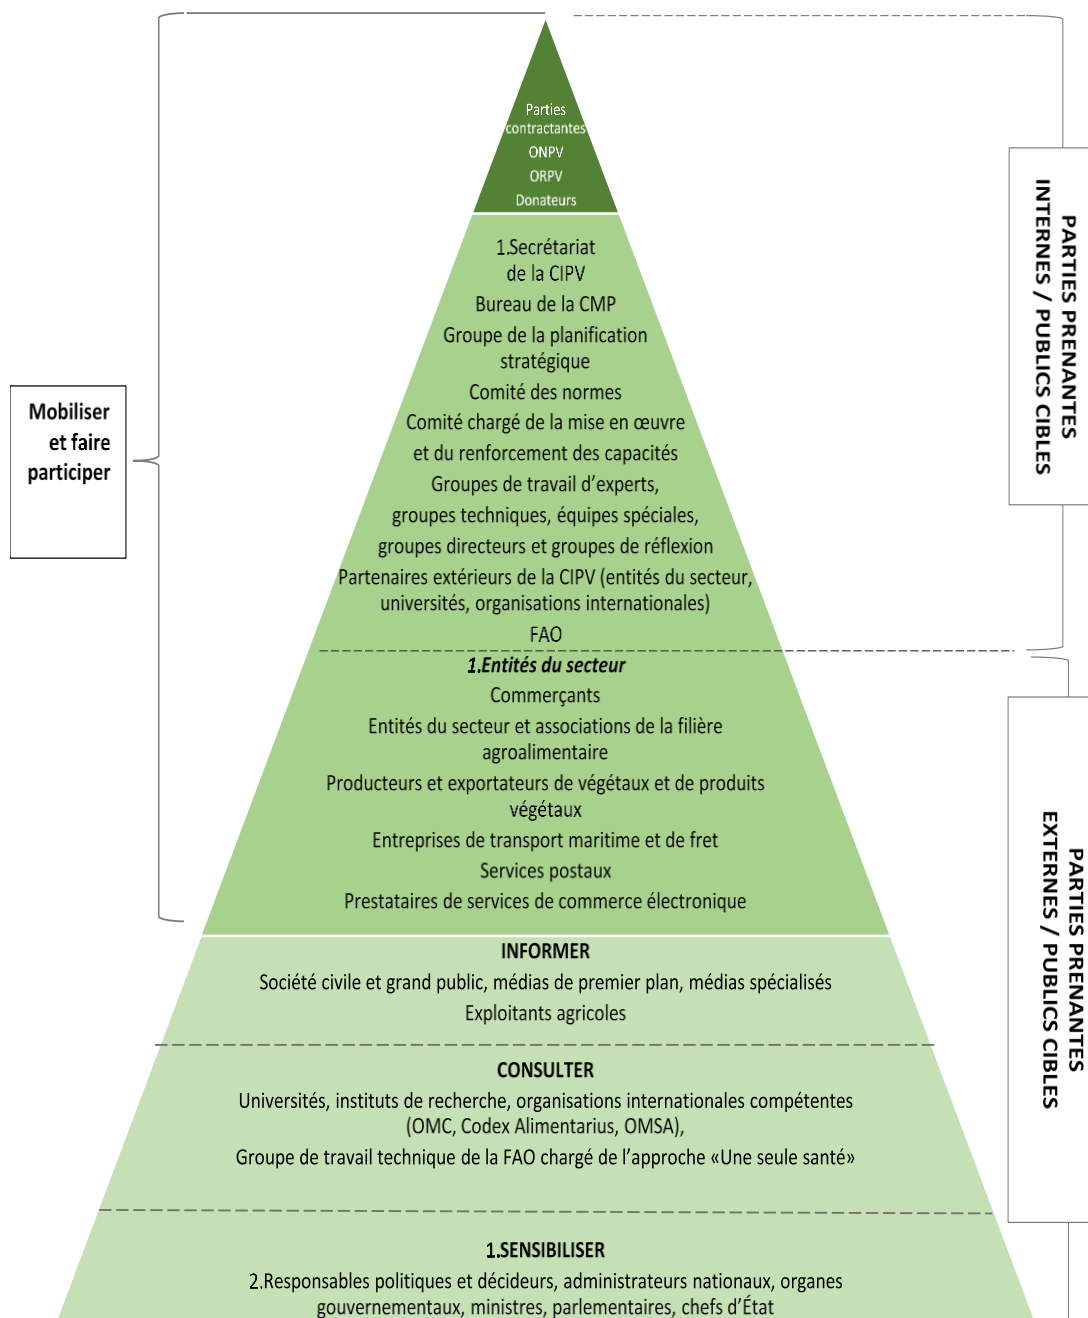 Parties
contractantes
ONPV
ORPV
Donateurs
1.Secrétariat
de la CIPV
Bureau de la CMP
Groupe de la planification
stratégique
Comité des normes
Comité chargé de la mise en œuvre
et du renforcement des capacités
Groupes de travail d’experts,
groupes techniques, équipes spéciales,
groupes directeurs et groupes de réflexion
Partenaires extérieurs de la CIPV (entités du secteur,
universités, organisations internationales)
FAO
1.Entités du secteur
Commerçants
Entités du secteur et associations de la filière
agroalimentaire
Producteurs et exportateurs de végétaux et de produits
végétaux
Entreprises de transport maritime et de fret
Services postaux
Prestataires de services de commerce électronique
INFORMER
Société civile et grand public, médias de premier plan, médias spécialisés
Exploitants agricoles
CONSULTER
Universités, instituts de recherche, organisations internationales compétentes
(OMC, Codex Alimentarius, OMSA),
Groupe de travail technique de la FAO chargé de l’approche «Une seule santé»
1.SENSIBILISER
2.Responsables politiques et décideurs, administrateurs nationaux, organes
gouvernementaux, ministres, parlementaires, chefs d’État
Mobiliser
et faire
participer
PARTIES PRENANTES
INTERNES / PUBLICS CIBLES
PARTIES PRENANTES
EXTERNES / PUBLICS CIBLES